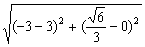 √((−3−3)² + (√6/3 − 0)²)